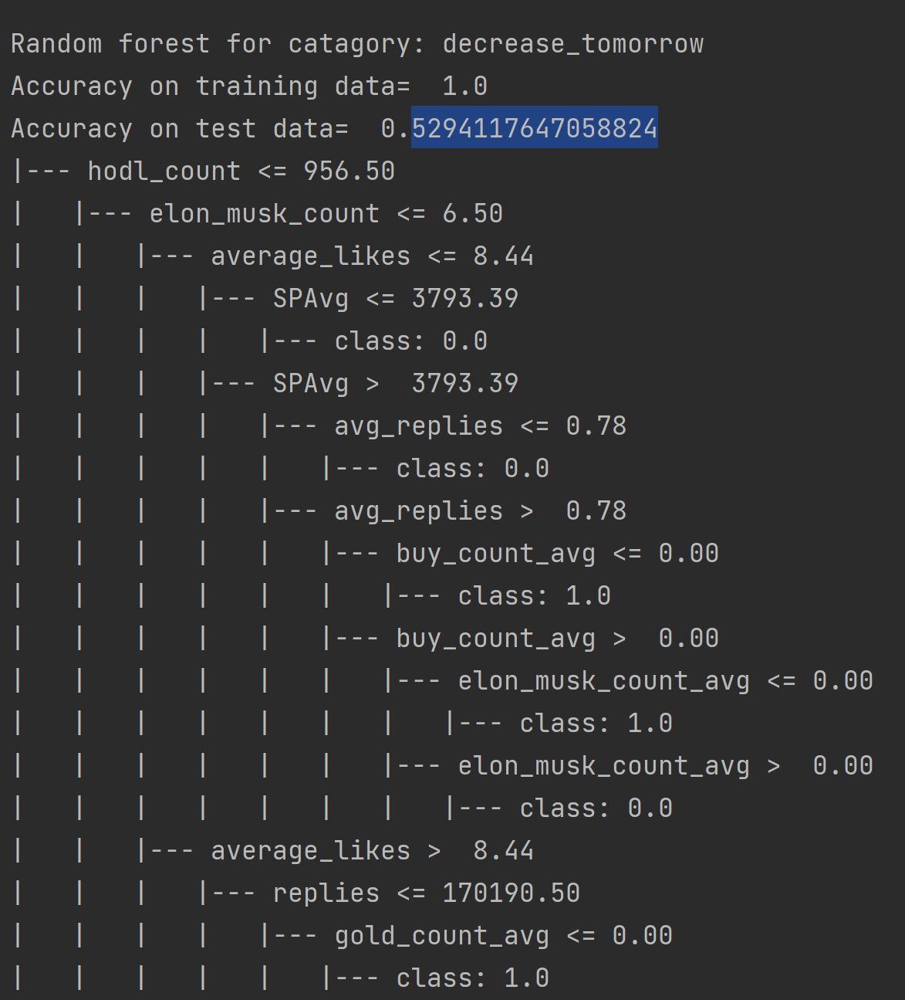 Random forest for catagory: decrease_tomorrow
Accuracy on training data=  1.0
Accuracy on test data=  0.5294117647058824
|--- hodl_count <= 956.50
|   |--- elon_musk_count <= 6.50
|   |   |--- average_likes <= 8.44
|   |   |   |--- SPAvg <= 3793.39
|   |   |   |   |--- class: 0.0
|   |   |   |--- SPAvg >  3793.39
|   |   |   |   |--- avg_replies <= 0.78
|   |   |   |   |   |--- class: 0.0
|   |   |   |   |--- avg_replies >  0.78
|   |   |   |   |   |--- buy_count_avg <= 0.00
|   |   |   |   |   |   |--- class: 1.0
|   |   |   |   |   |--- buy_count_avg >  0.00
|   |   |   |   |   |   |--- elon_musk_count_avg <= 0.00
|   |   |   |   |   |   |   |--- class: 1.0
|   |   |   |   |   |   |--- elon_musk_count_avg >  0.00
|   |   |   |   |   |   |   |--- class: 0.0
|   |   |--- average_likes >  8.44
|   |   |   |--- replies <= 170190.50
|   |   |   |   |--- gold_count_avg <= 0.00
|   |   |   |   |   |--- class: 1.0